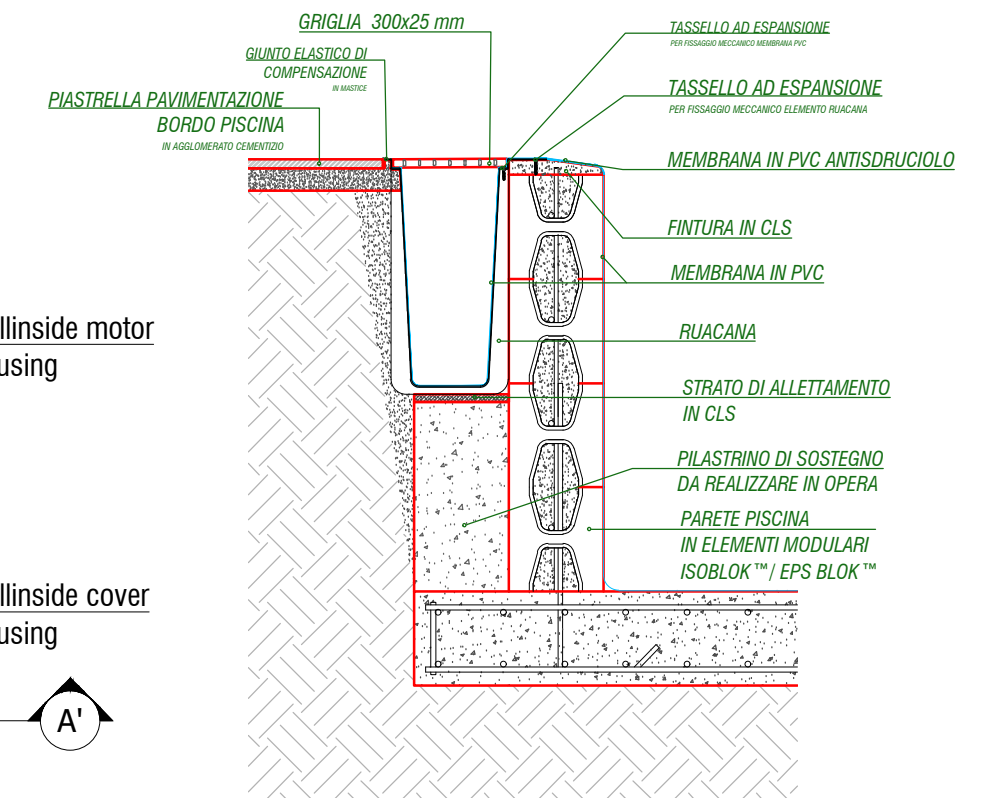 GRIGLIA 300x25 mm
GIUNTO ELASTICO DI
COMPENSAZIONE
IN MASTICE
PIASTRELLA PAVIMENTAZIONE
BORDO PISCINA
IN AGGLOMERATO CEMENTIZIO
TASSELLO AD ESPANSIONE
PER FISSAGGIO MECCANICO MEMBRANA PVC
TASSELLO AD ESPANSIONE
PER FISSAGGIO MECCANICO ELEMENTO RUACANA
MEMBRANA IN PVC ANTISDRUCIOLO
FINTURA IN CLS
MEMBRANA IN PVC
RUACANA
STRATO DI ALLETTAMENTO
IN CLS
PILASTRINO DI SOSTEGNO
DA REALIZZARE IN OPERA
PARETE PISCINA
IN ELEMENTI MODULARI
ISOBLOK™/ EPS BLOK™
llinside motor
using
llinside cover
using
A'